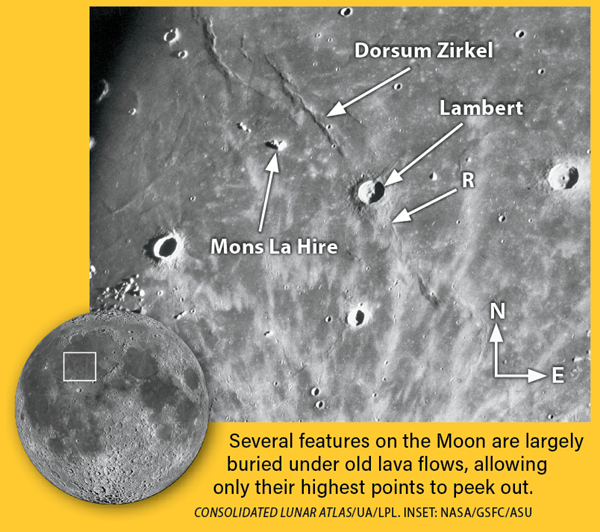 Dorsum Zirkel
Lambert
R
Mons La Hire
N
E
Several features on the Moon are largely
buried under old lava flows, allowing
only their highest points to peek out.
CONSOLIDATED LUNAR ATLAS/UA/LPL. INSET: NASA/GSFC/ASU